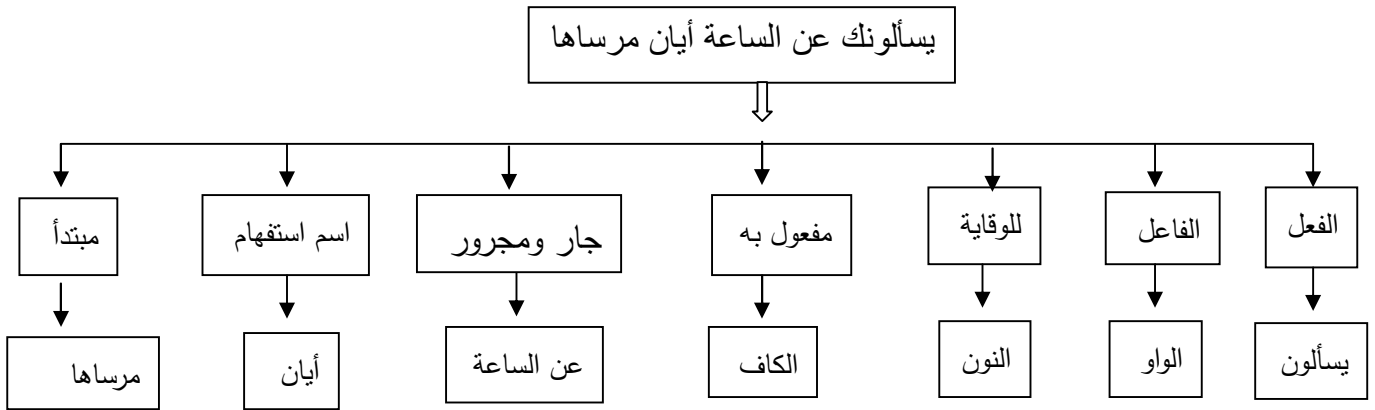 يسألونك عن الساعة أيان مرساها
الفعل
الفاعل
للوقاية
مفعول به
جار ومجرور
اسم استفهام
مبتدأ
يسألون
الواو
النون
الكاف
عن الساعة
أيان
مرساها